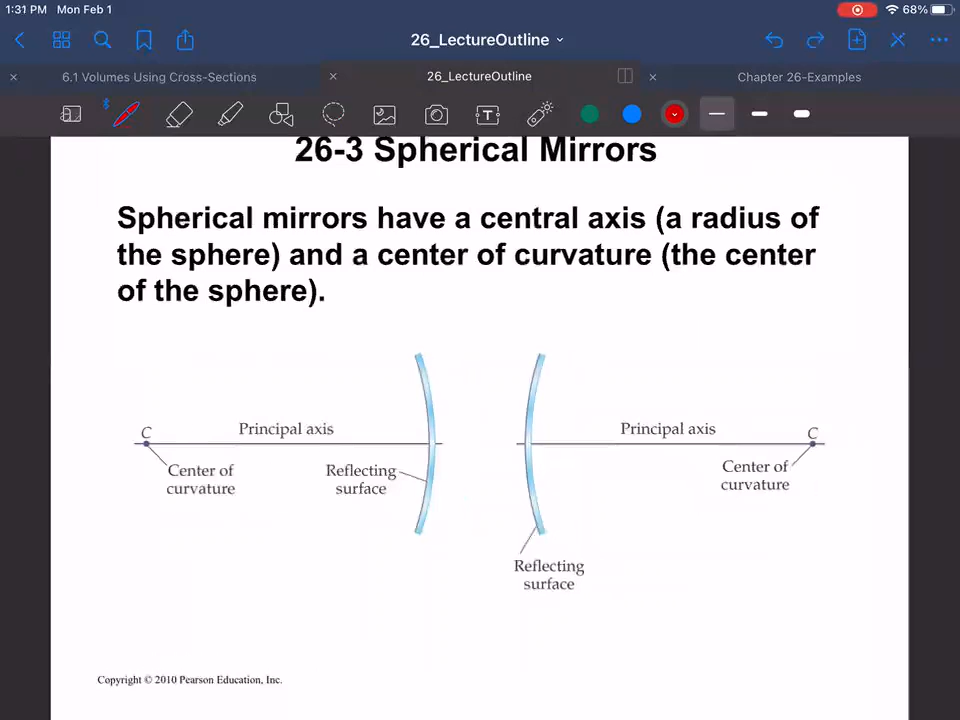 1:31 PM Mon Feb 1 68%
26_LectureOutline
6.1 Volumes Using Cross-Sections 26_LectureOutline Chapter 26-Examples
T
26-3 Spherical Mirrors
Spherical mirrors have a central axis (a radius of
the sphere) and a center of curvature (the center
of the sphere).
C
Principal axis
Center of
curvature
Reflecting
surface
Principal axis
C
Center of
curvature
Reflecting
surface
Copyright © 2010 Pearson Education, Inc.